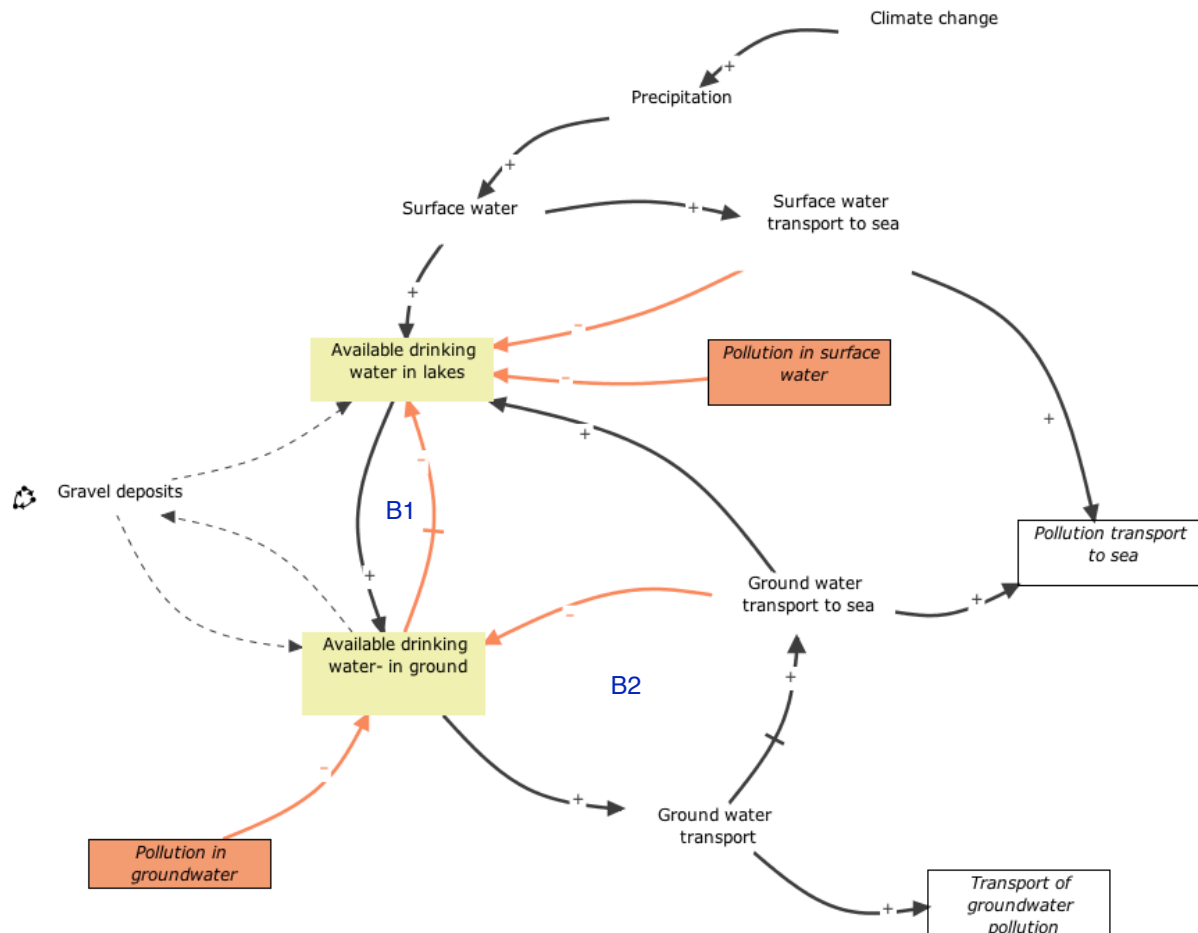 Climate change
+
Precipitation
+
Surface water
+
Surface water
transport to sea
+
-
Available drinking
water in lakes
Pollution in surface
water
-
+
+
-
Gravel deposits
B1
Pollution transport
to sea
+
Ground water
transport to sea
+
-
Available drinking
water- in ground
B2
+
-
+
Ground water
transport
Pollution in
groundwater
Transport of
groundwater
pollution
+